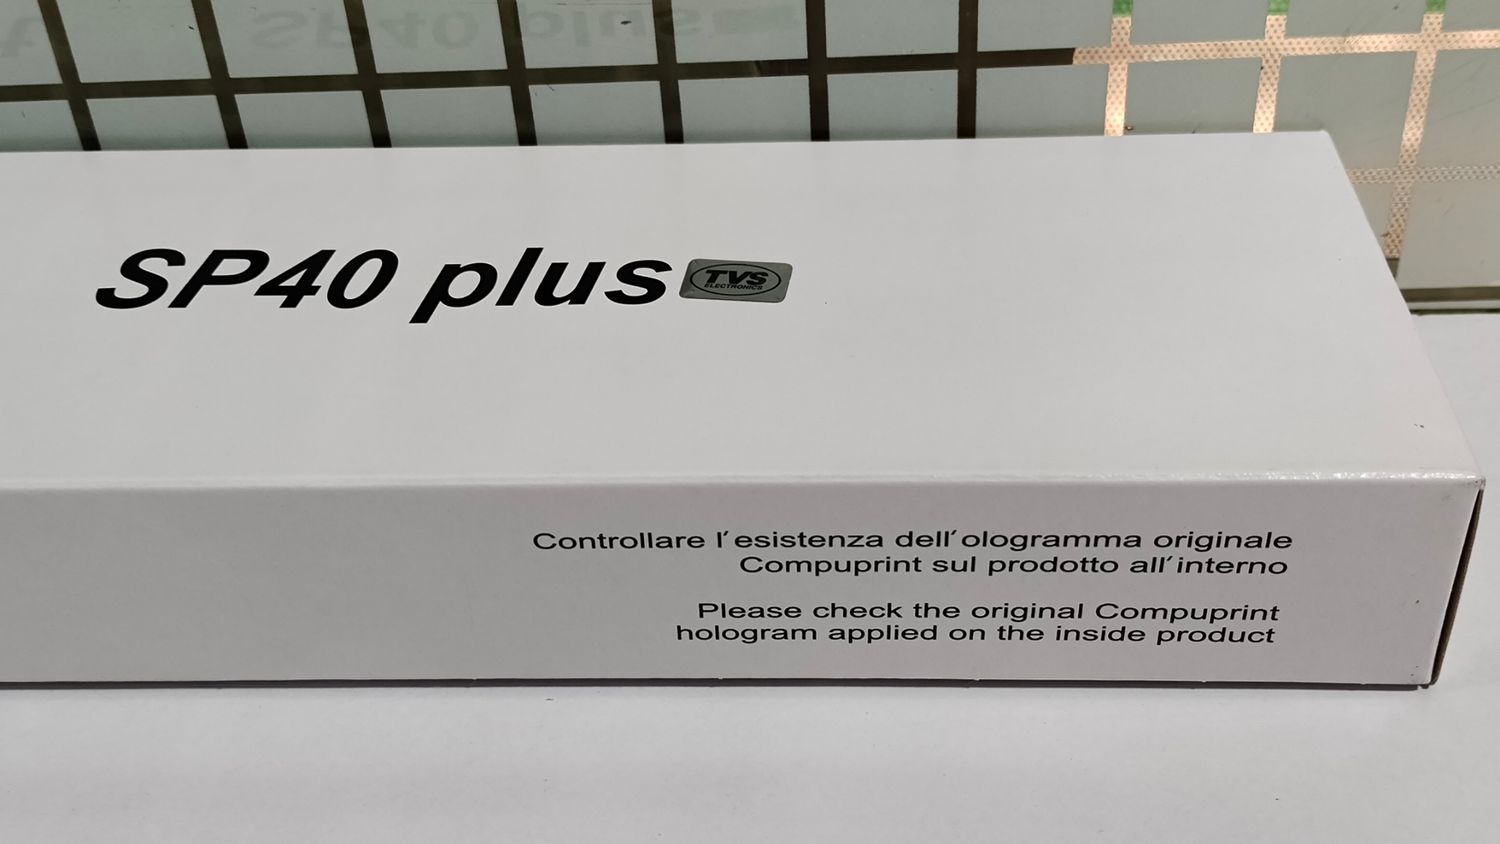 SP40 plus
TVS
ELECTRONICS
Controllare l'esistenza dell'ologramma originale
Compuprint sul prodotto all'interno
Please check the original Compuprint
hologram applied on the inside product